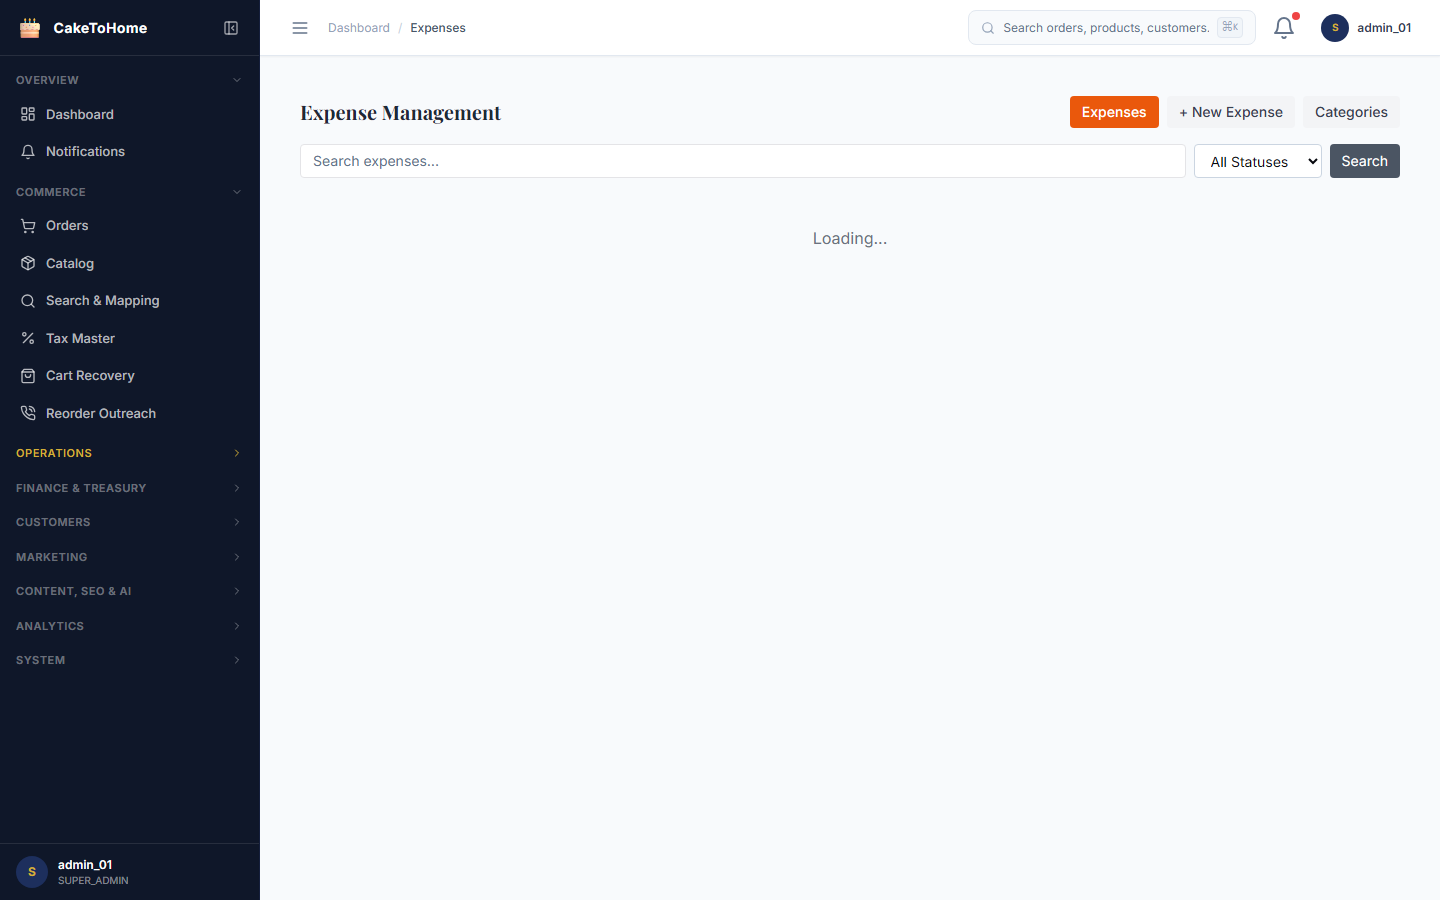 CakeToHome
OVERVIEW
Dashboard
Notifications
COMMERCE
Orders
Catalog
Search & Mapping
Tax Master
Cart Recovery
Reorder Outreach
OPERATIONS
FINANCE & TREASURY
CUSTOMERS
MARKETING
CONTENT, SEO & AI
ANALYTICS
SYSTEM
S
admin_01
SUPER_ADMIN
Dashboard / Expenses
Search orders, products, customers. ⌘K
S admin_01
Expense Management
Expenses + New Expense Categories
Search expenses... All Statuses Search
Loading...